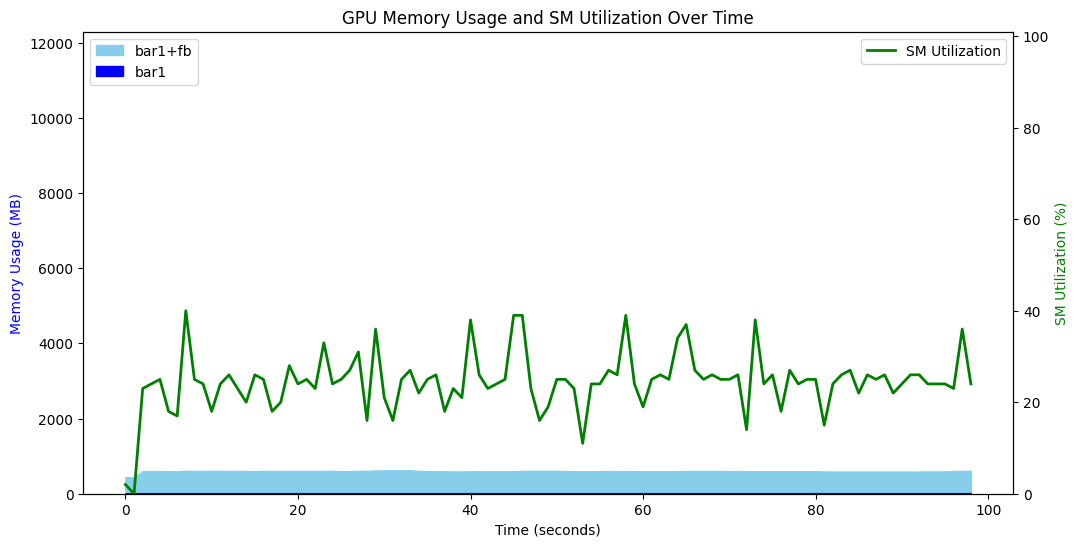 GPU Memory Usage and SM Utilization Over Time
bar1+fb
bar1
SM Utilization
Memory Usage (MB)
12000
10000
8000
6000
4000
2000
0
100
80
60
40
20
0
SM Utilization (%)
0 20 40 60 80 100
Time (seconds)